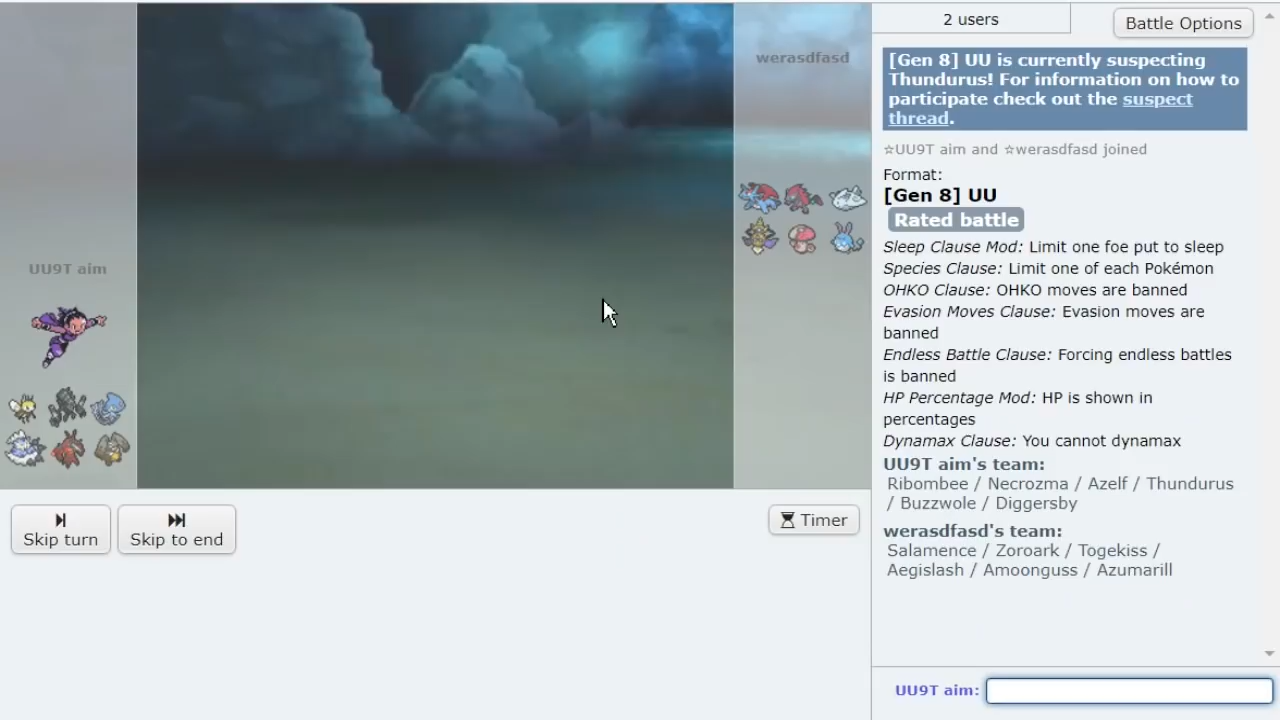 werasdfasd
UU9T aim
Skip turn
Skip to end
Timer
2 users
Battle Options
[Gen 8] UU is currently suspecting
Thundurus! For information on how to
participate check out the suspect
thread.
☆UU9T aim and ☆werasdfasd joined
Format:
[Gen 8] UU
Rated battle
Sleep Clause Mod: Limit one foe put to sleep
Species Clause: Limit one of each Pokémon
OHKO Clause: OHKO moves are banned
Evasion Moves Clause: Evasion moves are
banned
Endless Battle Clause: Forcing endless battles
is banned
HP Percentage Mod: HP is shown in
percentages
Dynamax Clause: You cannot dynamax
UU9T aim's team:
Ribombee / Necrozma / Azelf / Thundurus
/ Buzzwole / Diggersby
werasdfasd's team:
Salamence / Zoroark / Togekiss /
Aegislash / Amoonguss / Azumarill
UU9T aim: